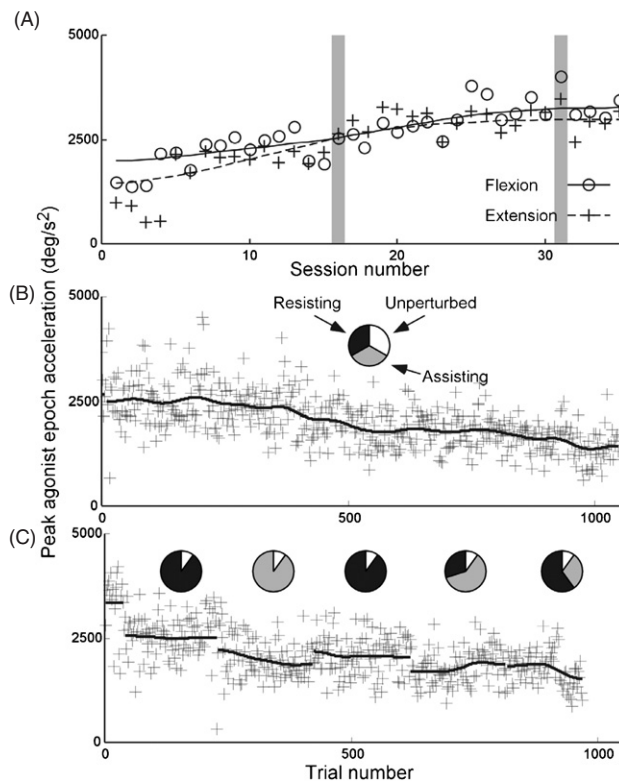 (A)
5000
2500
0
0
10
20
30
Flexion
Extension
Session number
Peak agonist epoch acceleration (deg/s²)
(B)
5000
2500
0
0
500
1000
Resisting
Unperturbed
Assisting
(C)
5000
2500
0
0
500
1000
Trial number